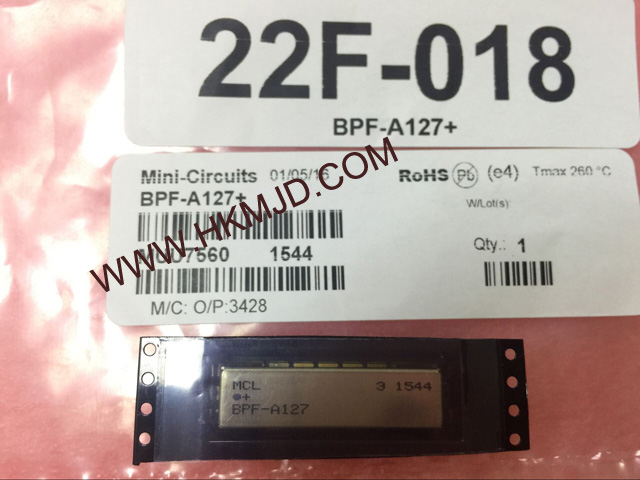 22F-018
BPF-A127+
Mini-Circuits 01/05/16 RoHS Pb (e4) Tmax 260 °C
BPF-A127+ W/Lot(s)
1544 Qty.: 1
M/C: O/P:3428
WWW.HKMJD.COM
MCL 3 1544
+
BPF-A127